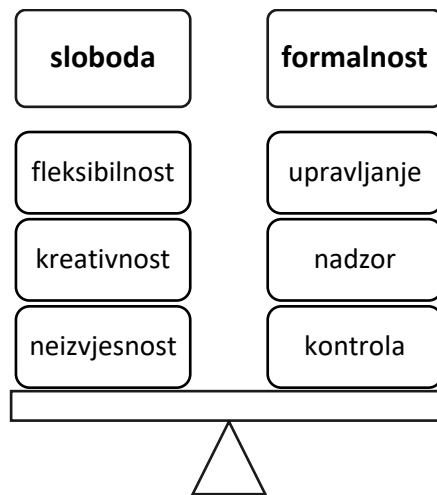 sloboda
formalnost
fleksibilnost
upravljanje
kreativnost
nadzor
neizvjesnost
kontrola